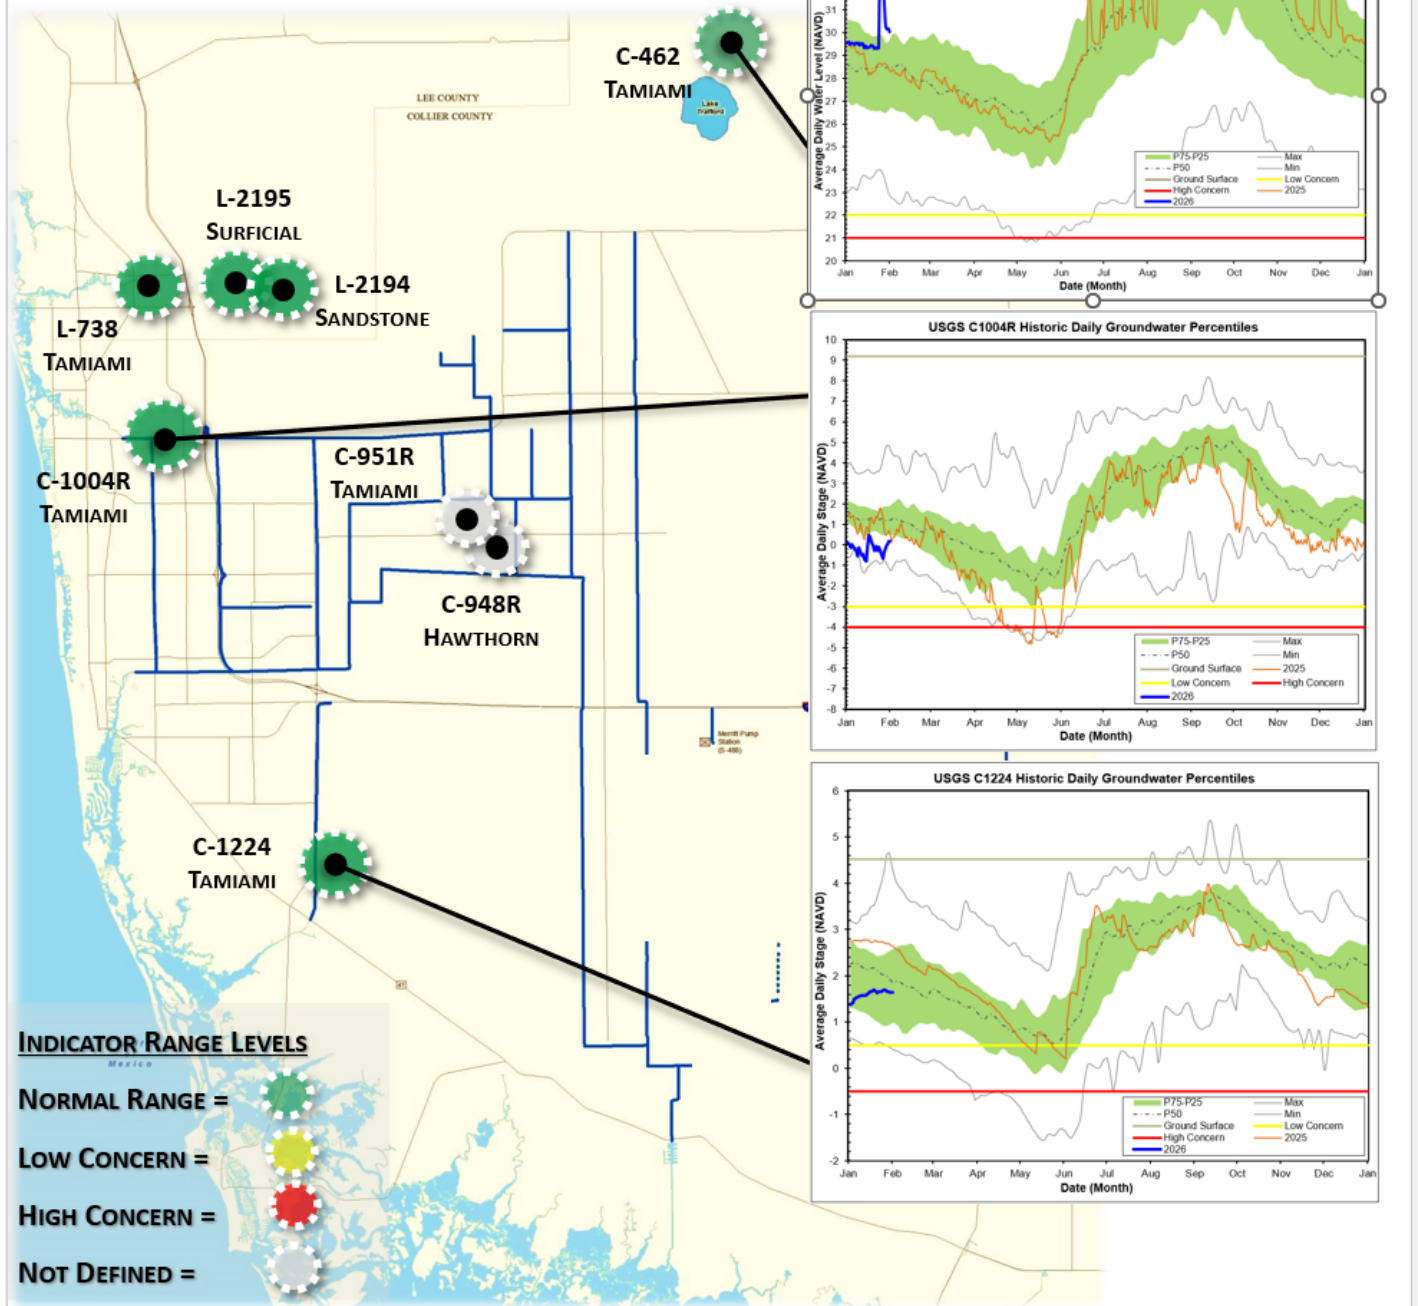 C-462
TAMIAMI
LEE COUNTY
COLLIER COUNTY
Lake
Trafford
L-2195
SURFICIAL
L-2194
SANDSTONE
L-738
TAMIAMI
C-1004R
TAMIAMI
C-951R
TAMIAMI
C-948R
HAWTHORN
Merritt Pump
Station
(S-488)
C-1224
TAMIAMI
41
INDICATOR RANGE LEVELS
Mexico
NORMAL RANGE =
LOW CONCERN =
HIGH CONCERN =
NOT DEFINED =
Average Daily Water Level (NAVD)
31
30
29
28
27
26
25
24
23
22
21
20
P75-P25 Max
P50 Min
Ground Surface Low Concern
High Concern 2025
2026
Jan Feb Mar Apr May Jun Jul Aug Sep Oct Nov Dec Jan
Date (Month)
USGS C1004R Historic Daily Groundwater Percentiles
Average Daily Stage (NAVD)
10
9
8
7
6
5
4
3
2
1
0
-1
-2
-3
-4
-5
-6
-7
-8
P75-P25 Max
P50 Min
Ground Surface 2025
Low Concern High Concern
2026
Jan Feb Mar Apr May Jun Jul Aug Sep Oct Nov Dec Jan
Date (Month)
USGS C1224 Historic Daily Groundwater Percentiles
Average Daily Stage (NAVD)
6
5
4
3
2
1
0
-1
-2
P75-P25 Max
P50 Min
Ground Surface Low Concern
High Concern 2025
2026
Jan Feb Mar Apr May Jun Jul Aug Sep Oct Nov Dec Jan
Date (Month)